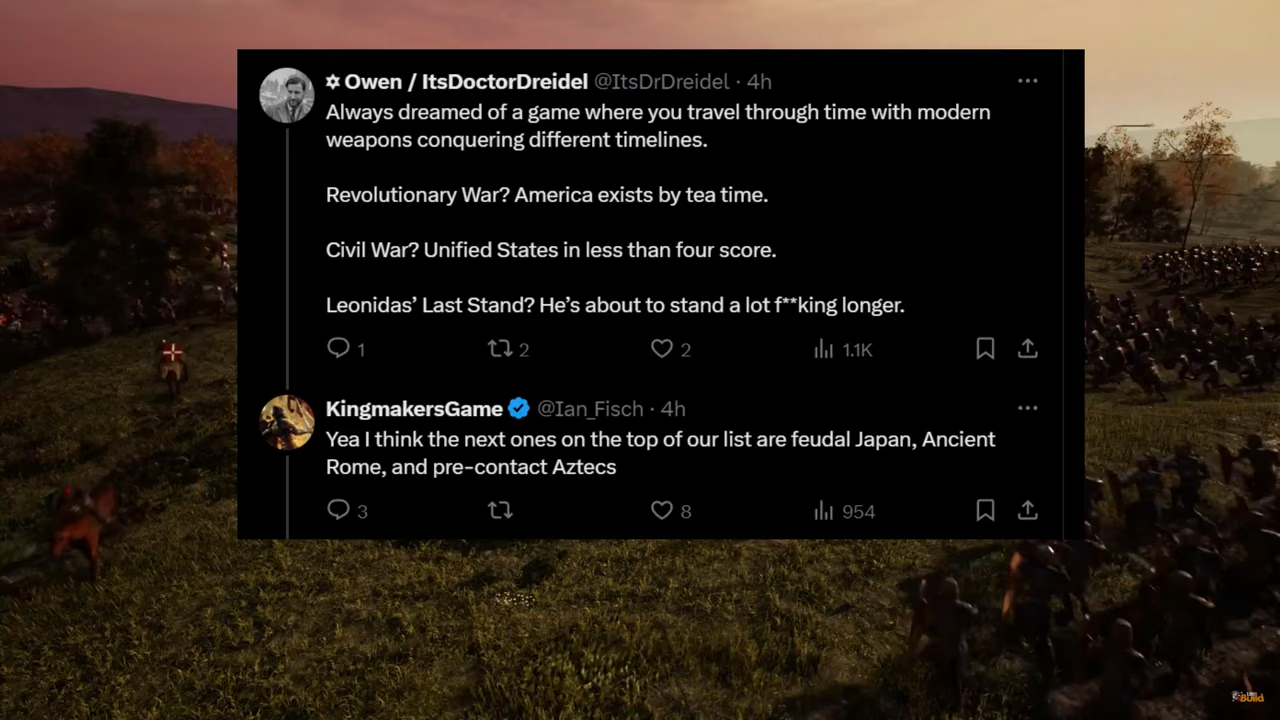 ✡ Owen / ItsDoctorDreidel @ItsDrDreidel · 4h
Always dreamed of a game where you travel through time with modern
weapons conquering different timelines.
Revolutionary War? America exists by tea time.
Civil War? Unified States in less than four score.
Leonidas’ Last Stand? He’s about to stand a lot f**king longer.
1 2 2 1.1K
KingmakersGame @Ian_Fisch · 4h
Yea I think the next ones on the top of our list are feudal Japan, Ancient
Rome, and pre-contact Aztecs
3 8 954
Build